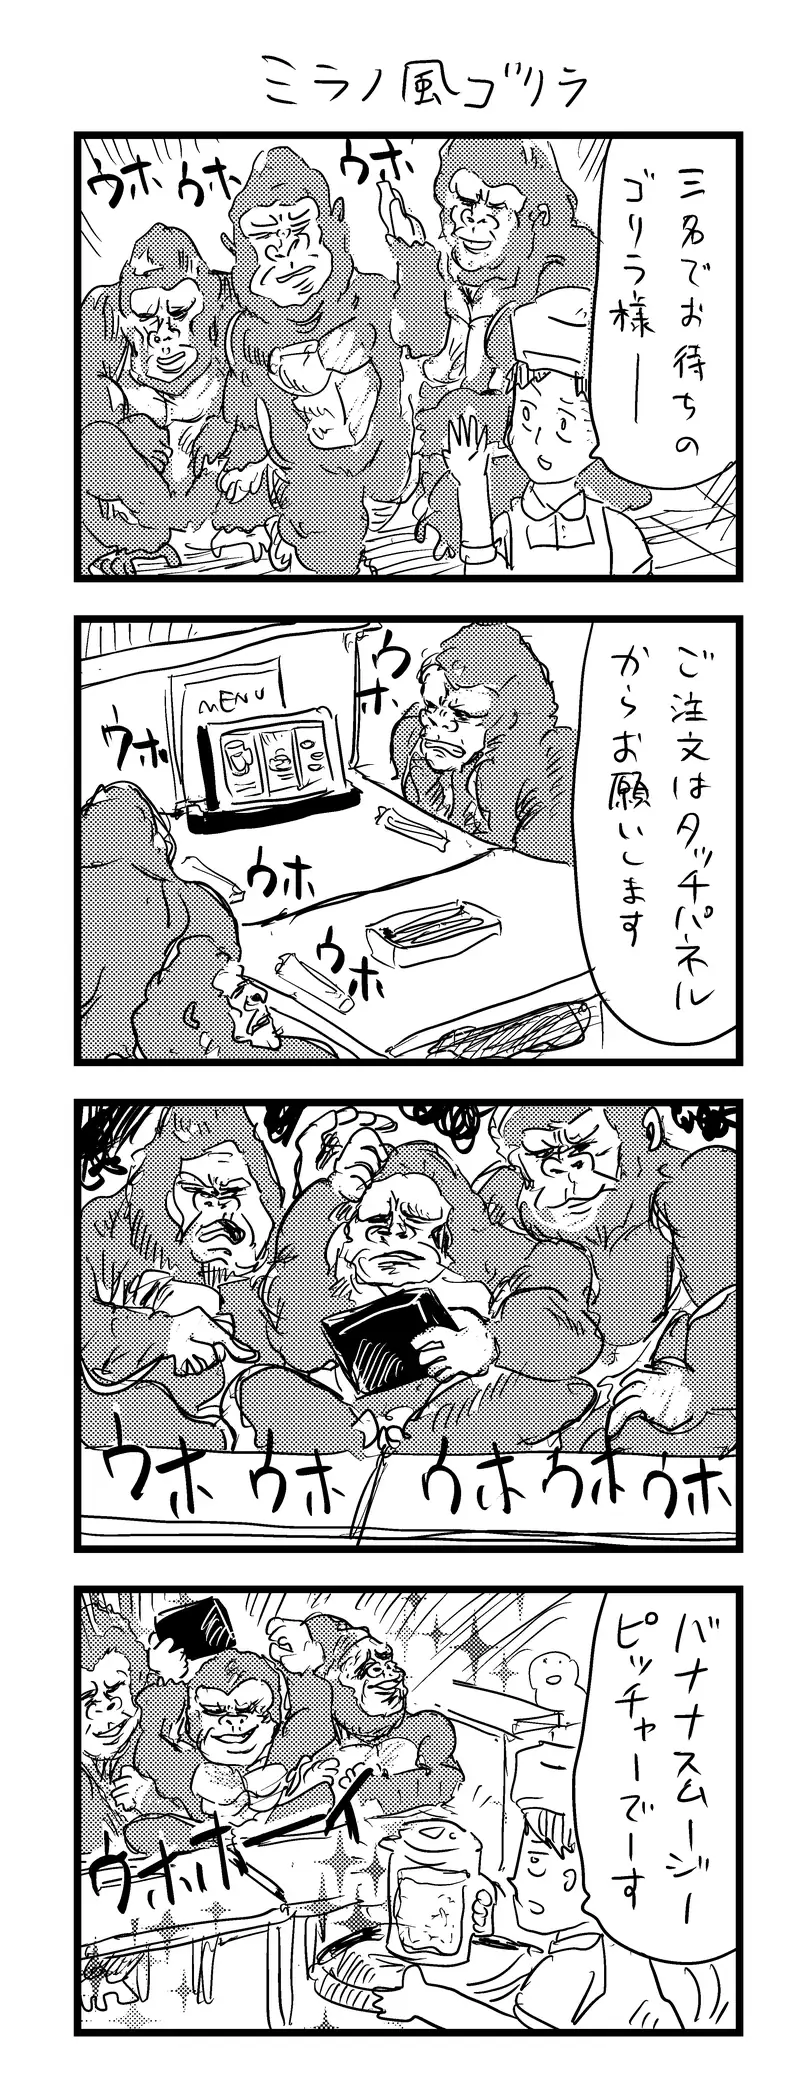 ミラノ風ゴリラ
三名でお待ちの
ゴリラ様ー
ウホ
ウホ
ウホ
ご注文はタッチパネル
からお願いします
ウホ
MENU
ウホ
ウホ
ウホ
ウホ
ウホ
ウホ
ウホ
ウホ
バナナスムージー
ピッチャーでーす
ウホホーイ